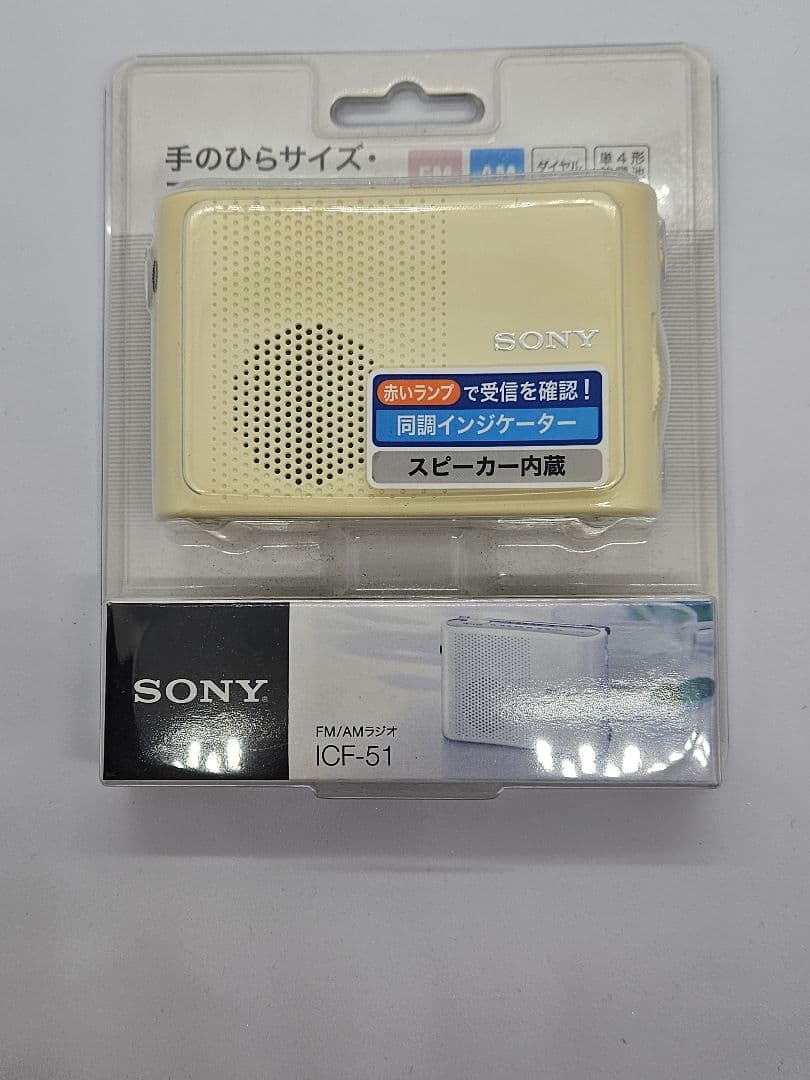 手のひらサイズ・
FM AM ダイヤル 単4形
SONY
赤いランプで受信を確認！
同調インジケーター
スピーカー内蔵
SONY
FM/AMラジオ
ICF-51